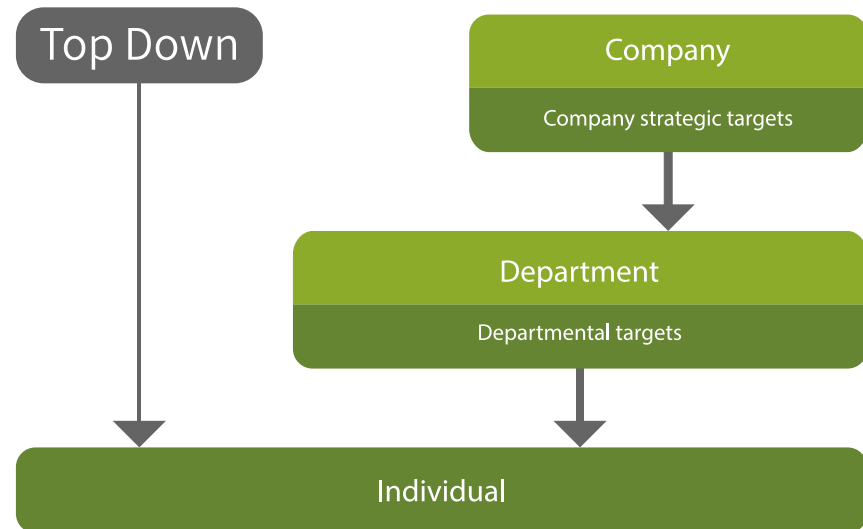 Top Down
Company
Company strategic targets
Department
Departmental targets
Individual